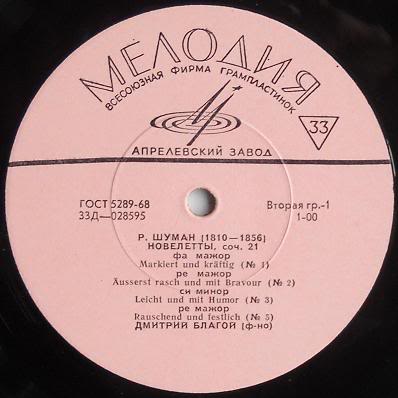 МЕЛОДИЯ
ВСЕСОЮЗНАЯ ФИРМА ГРАМПЛАСТИНОК
33
АПРЕЛЕВСКИЙ ЗАВОД
ГОСТ 5289-68
33Д—028595
Вторая гр.-1
1-00
Р. ШУМАН (1810—1856)
НОВЕЛЕТТЫ, соч. 21
фа мажор
Markiert und kräftig (№ 1)
ре мажор
Äusserst rasch und mit Bravour (№ 2)
си минор
Leicht und mit Humor (№ 3)
ре мажор
Rauschend und festlich (№ 5)
ДМИТРИЙ БЛАГОЙ (ф-но)